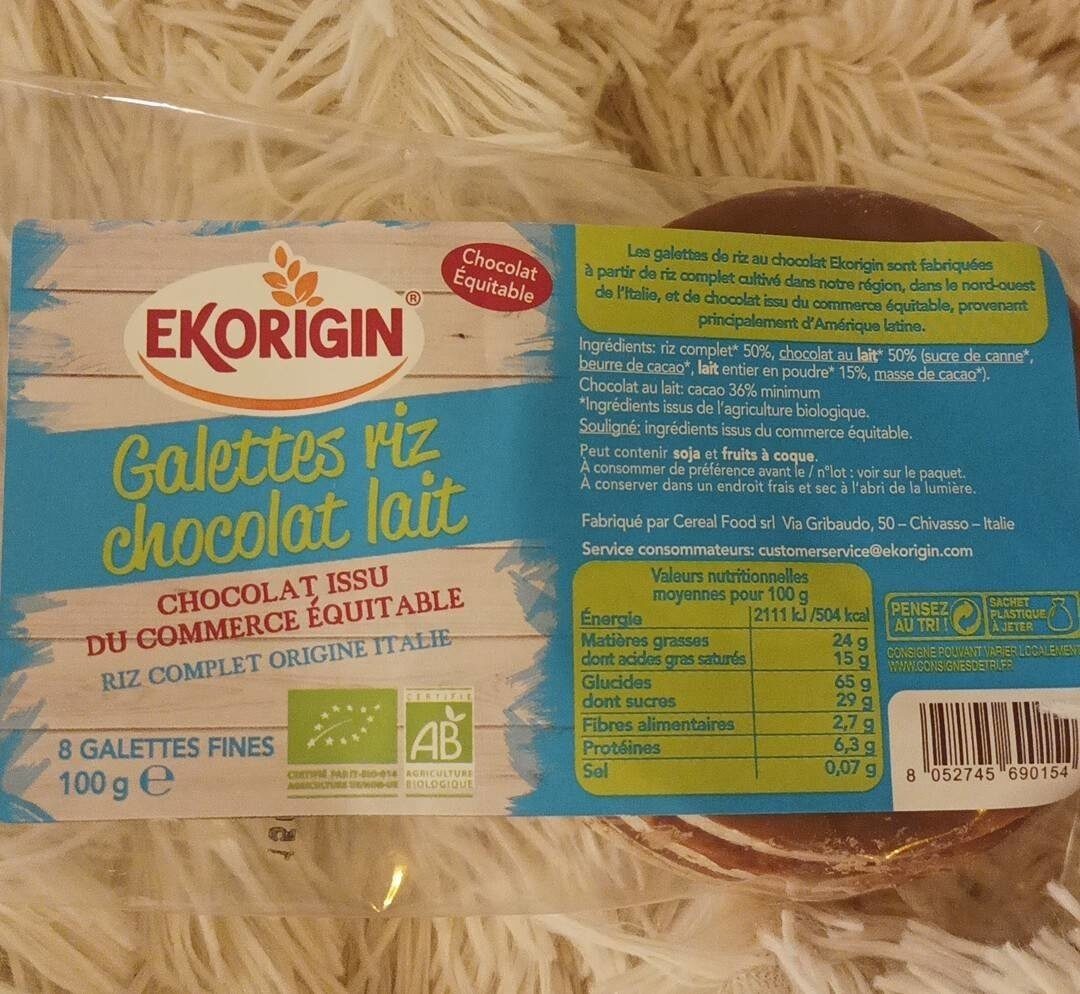 Chocolat
Équitable
EKORIGIN®
Galettes riz
chocolat lait
CHOCOLAT ISSU
DU COMMERCE ÉQUITABLE
RIZ COMPLET ORIGINE ITALIE
8 GALETTES FINES
100 g e
CERTIFIÉ
AB
AGRICULTURE
BIOLOGIQUE
CERTIFIÉ PAR IT-BIO-014
Les galettes de riz au chocolat Ekorigin sont fabriquées
à partir de riz complet cultivé dans notre région, dans le nord-ouest
de l'Italie, et de chocolat issu du commerce équitable, provenant
principalement d'Amérique latine.
Ingrédients: riz complet* 50%, chocolat au lait* 50% (sucre de canne*,
beurre de cacao*, lait entier en poudre* 15%, masse de cacao*).
Chocolat au lait: cacao 36% minimum
*Ingrédients issus de l'agriculture biologique.
Souligné: ingrédients issus du commerce équitable.
Peut contenir soja et fruits à coque.
À consommer de préférence avant le / n°lot : voir sur le paquet.
À conserver dans un endroit frais et sec à l'abri de la lumière.
Fabriqué par Cereal Food srl Via Gribaudo, 50 – Chivasso – Italie
Service consommateurs: customerservice@ekorigin.com
Valeurs nutritionnelles
moyennes pour 100 g
Énergie 2111 kJ /504 kcal
Matières grasses 24 g
dont acides gras saturés 15 g
Glucides 65 g
dont sucres 29 g
Fibres alimentaires 2,7 g
Protéines 6,3 g
Sel 0,07 g
PENSEZ
AU TRI !
SACHET
PLASTIQUE
À JETER
CONSIGNE POUVANT VARIER LOCALEMENT
WWW.CONSIGNESDETRI.FR
8 052745 690154